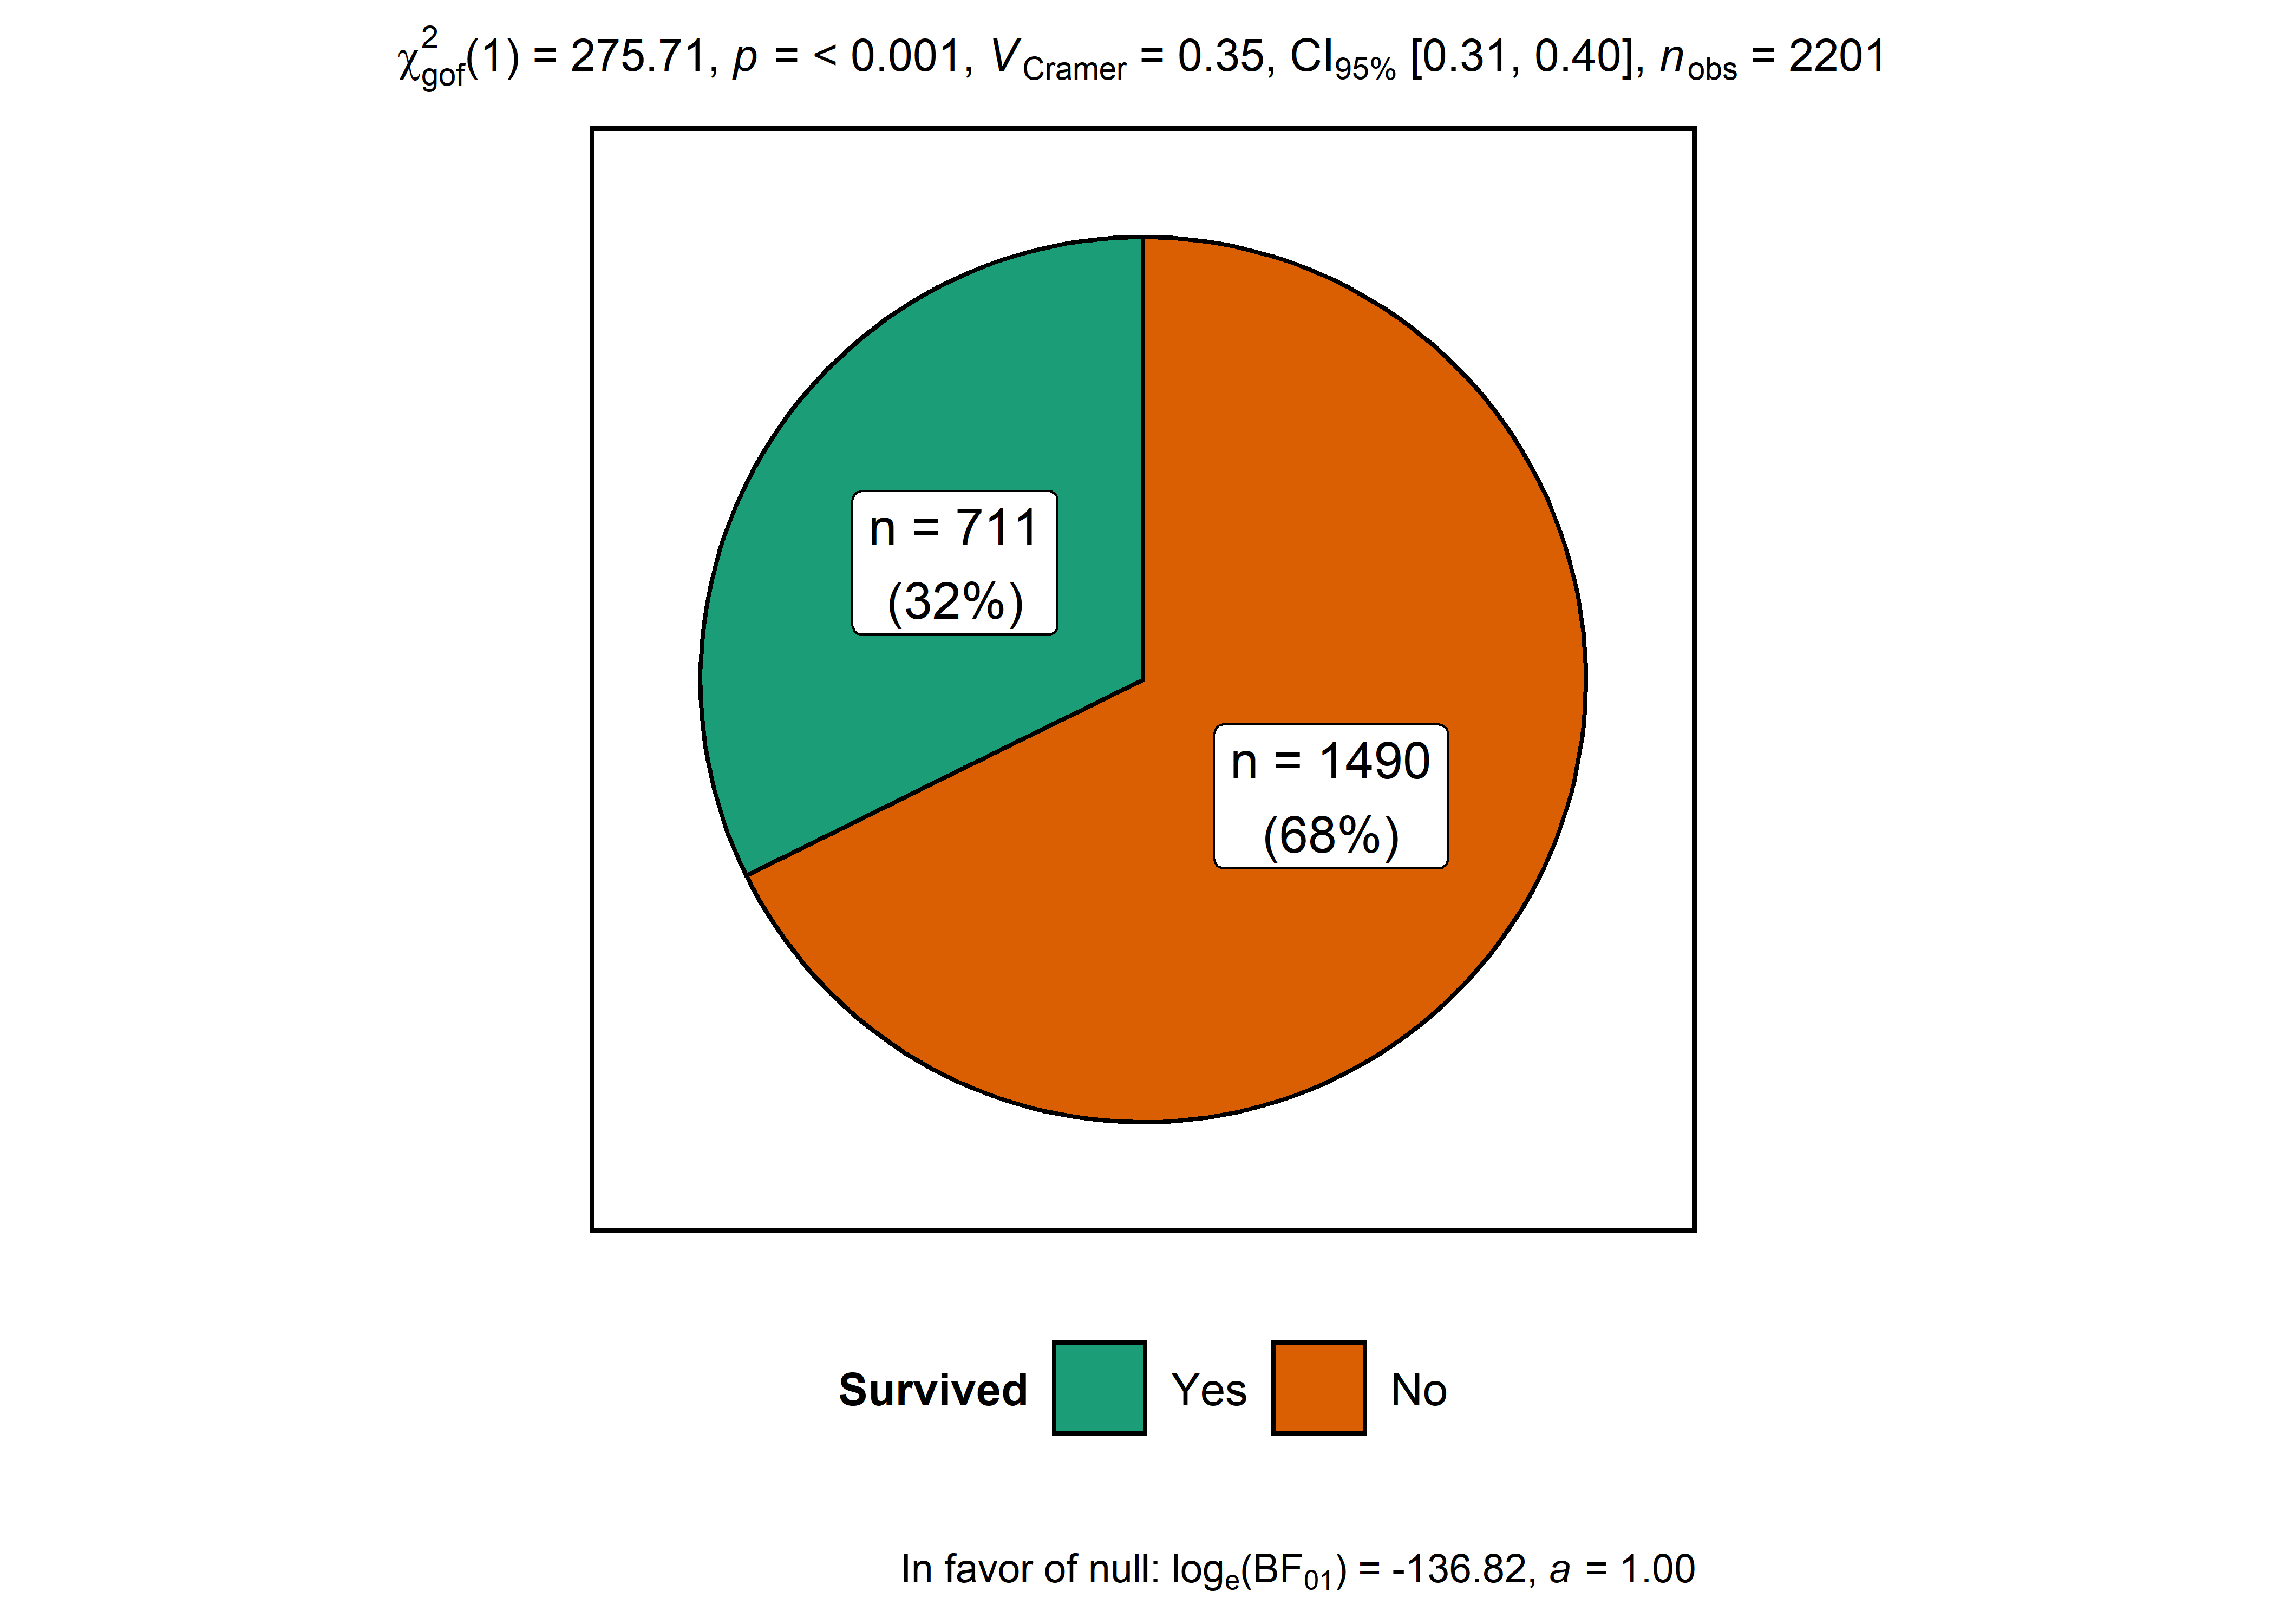 χ²gof(1) = 275.71, p = < 0.001, VCramer = 0.35, CI95% [0.31, 0.40], nobs = 2201
n = 711
(32%)
n = 1490
(68%)
Survived Yes No
In favor of null: loge(BF01) = -136.82, a = 1.00